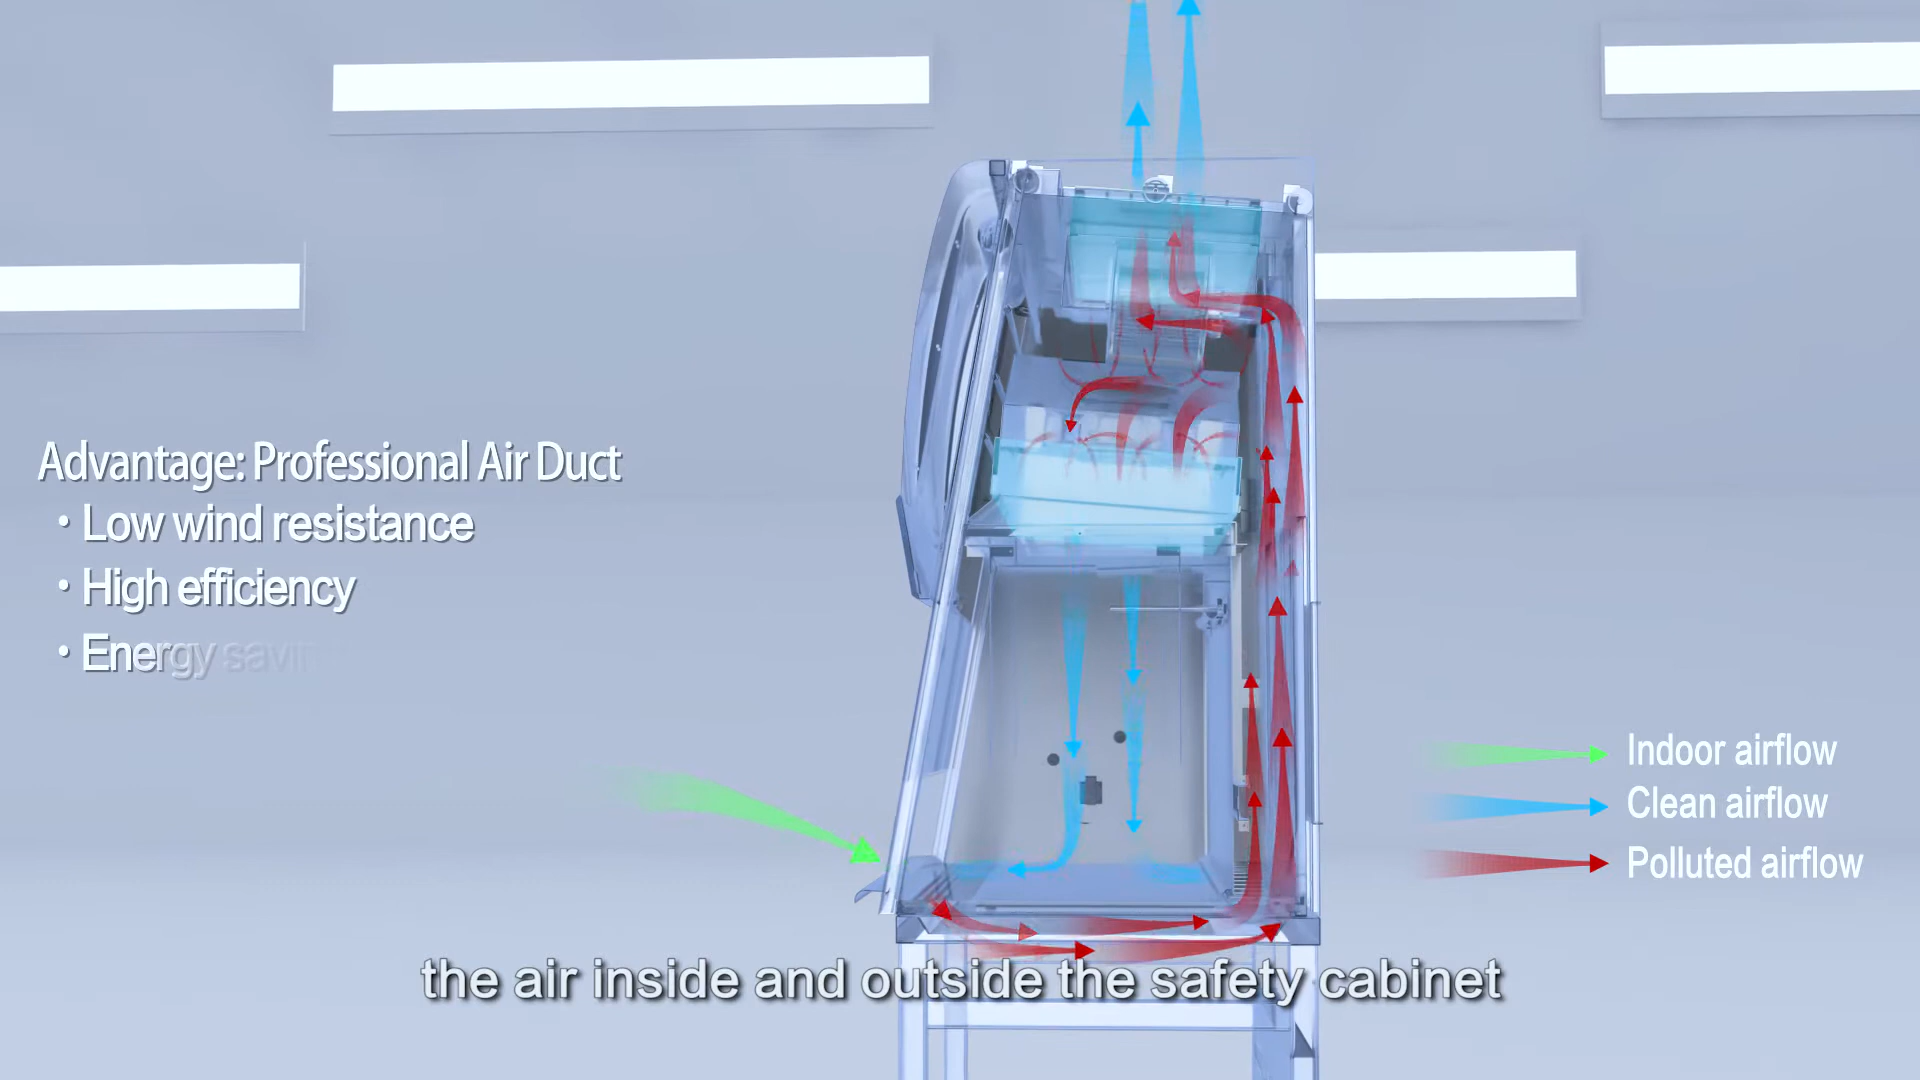 Advantage: Professional Air Duct
· Low wind resistance
· High efficiency
· Energy savin
Indoor airflow
Clean airflow
Polluted airflow
the air inside and outside the safety cabinet